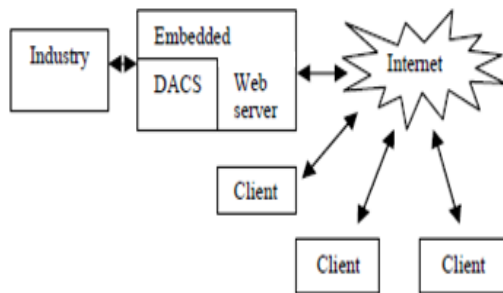 Industry
Embedded
DACS
Web
server
Internet
Client
Client
Client